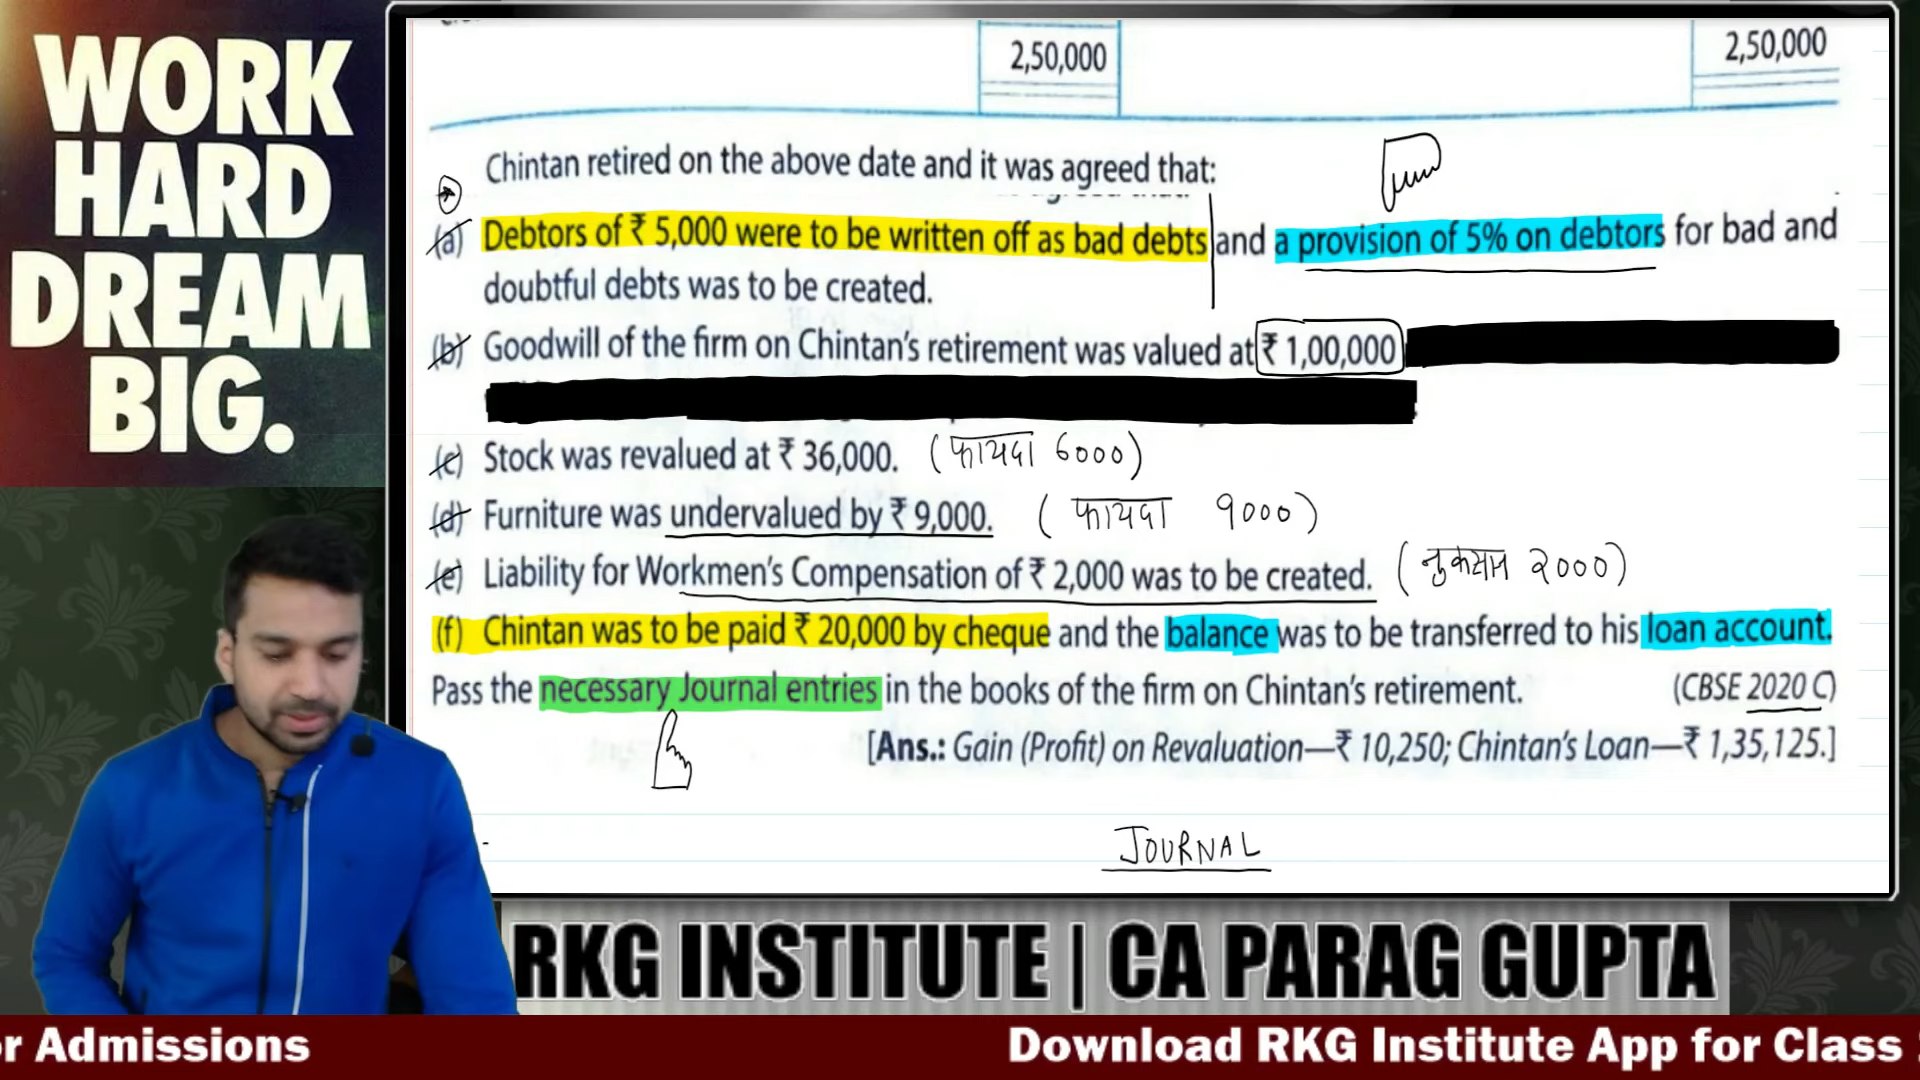 WORK
HARD
DREAM
BIG.
2,50,000 2,50,000
Chintan retired on the above date and it was agreed that:
(a) Debtors of ₹ 5,000 were to be written off as bad debts and a provision of 5% on debtors for bad and
doubtful debts was to be created.
(b) Goodwill of the firm on Chintan's retirement was valued at ₹ 1,00,000
(c) Stock was revalued at ₹ 36,000. (फायदा 6000)
(d) Furniture was undervalued by ₹ 9,000. (फायदा 9000)
(e) Liability for Workmen's Compensation of ₹ 2,000 was to be created. (नुकसान 2000)
(f) Chintan was to be paid ₹ 20,000 by cheque and the balance was to be transferred to his loan account.
Pass the necessary Journal entries in the books of the firm on Chintan's retirement. (CBSE 2020 C)
[Ans.: Gain (Profit) on Revaluation—₹ 10,250; Chintan's Loan—₹ 1,35,125.]
JOURNAL
RKG INSTITUTE | CA PARAG GUPTA
r Admissions Download RKG Institute App for Class